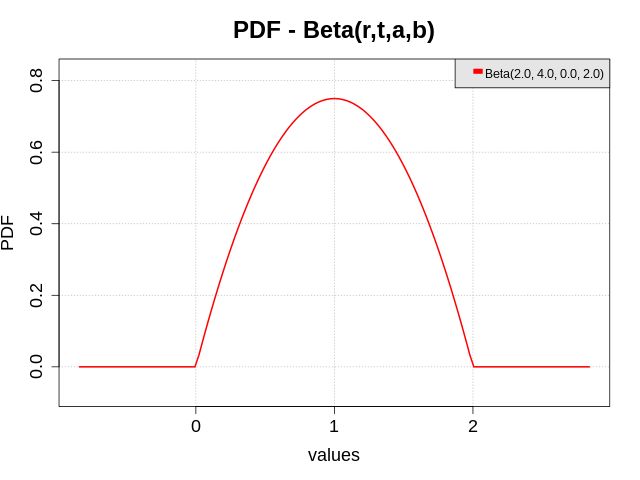 PDF - Beta(r,t,a,b)
Beta(2.0, 4.0, 0.0, 2.0)
0.8
0.6
0.4
0.2
0.0
PDF
0 1 2
values